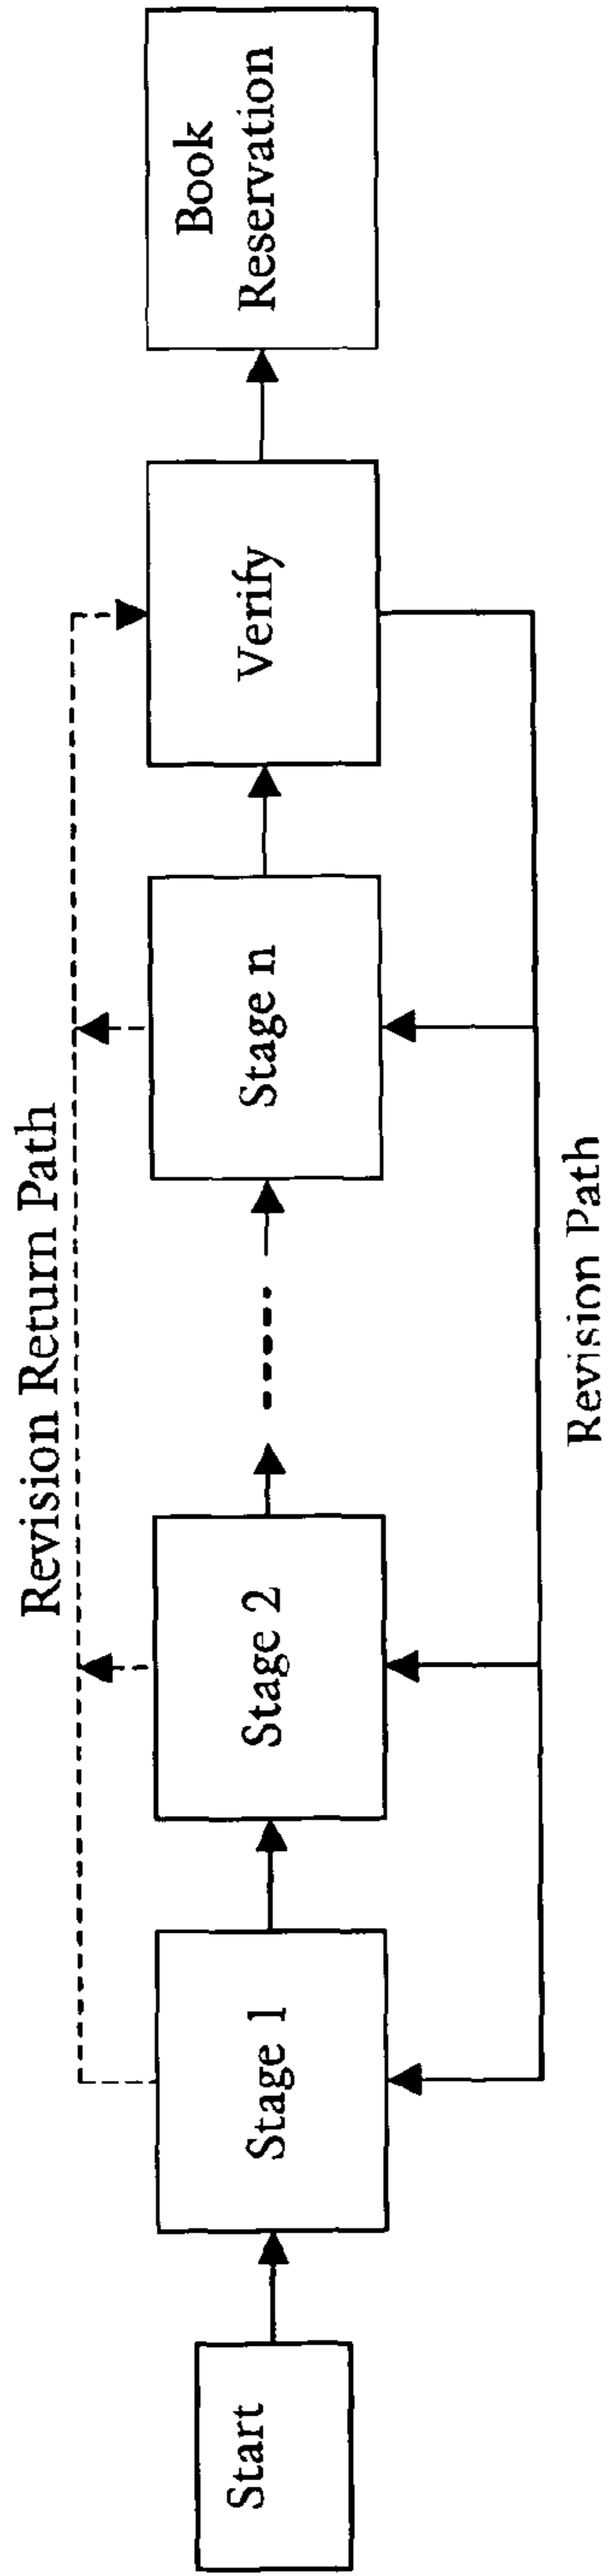 Revision Return Path
Start
Stage 1
Stage 2
Stage n
Verify
Book
Reservation
Revision Path